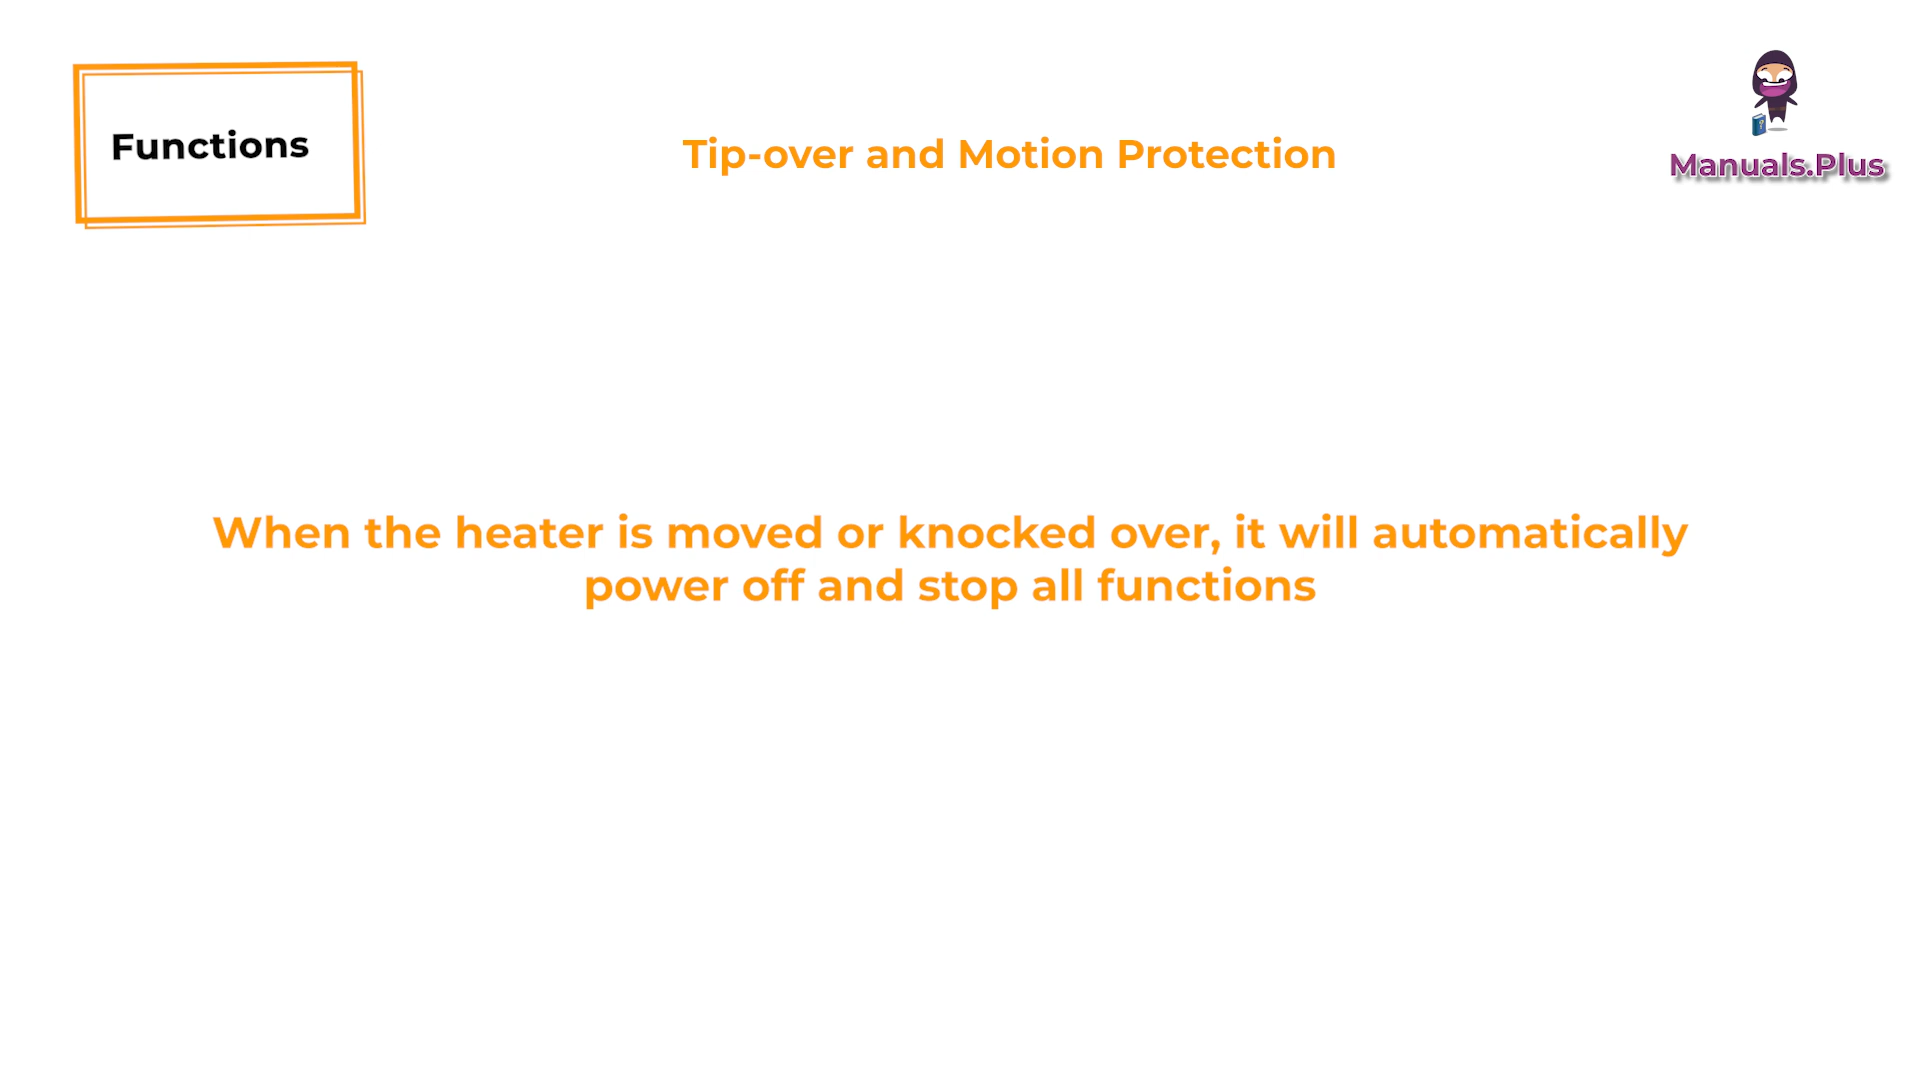 Functions
Tip-over and Motion Protection
Manuals.Plus
When the heater is moved or knocked over, it will automatically
power off and stop all functions